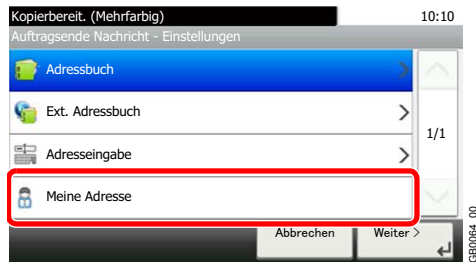 Kopierbereit. (Mehrfarbig) 10:10
Auftragsende Nachricht - Einstellungen
Adressbuch
Ext. Adressbuch
1/1
Adresseingabe
Meine Adresse
Abbrechen Weiter >
GB0064_00